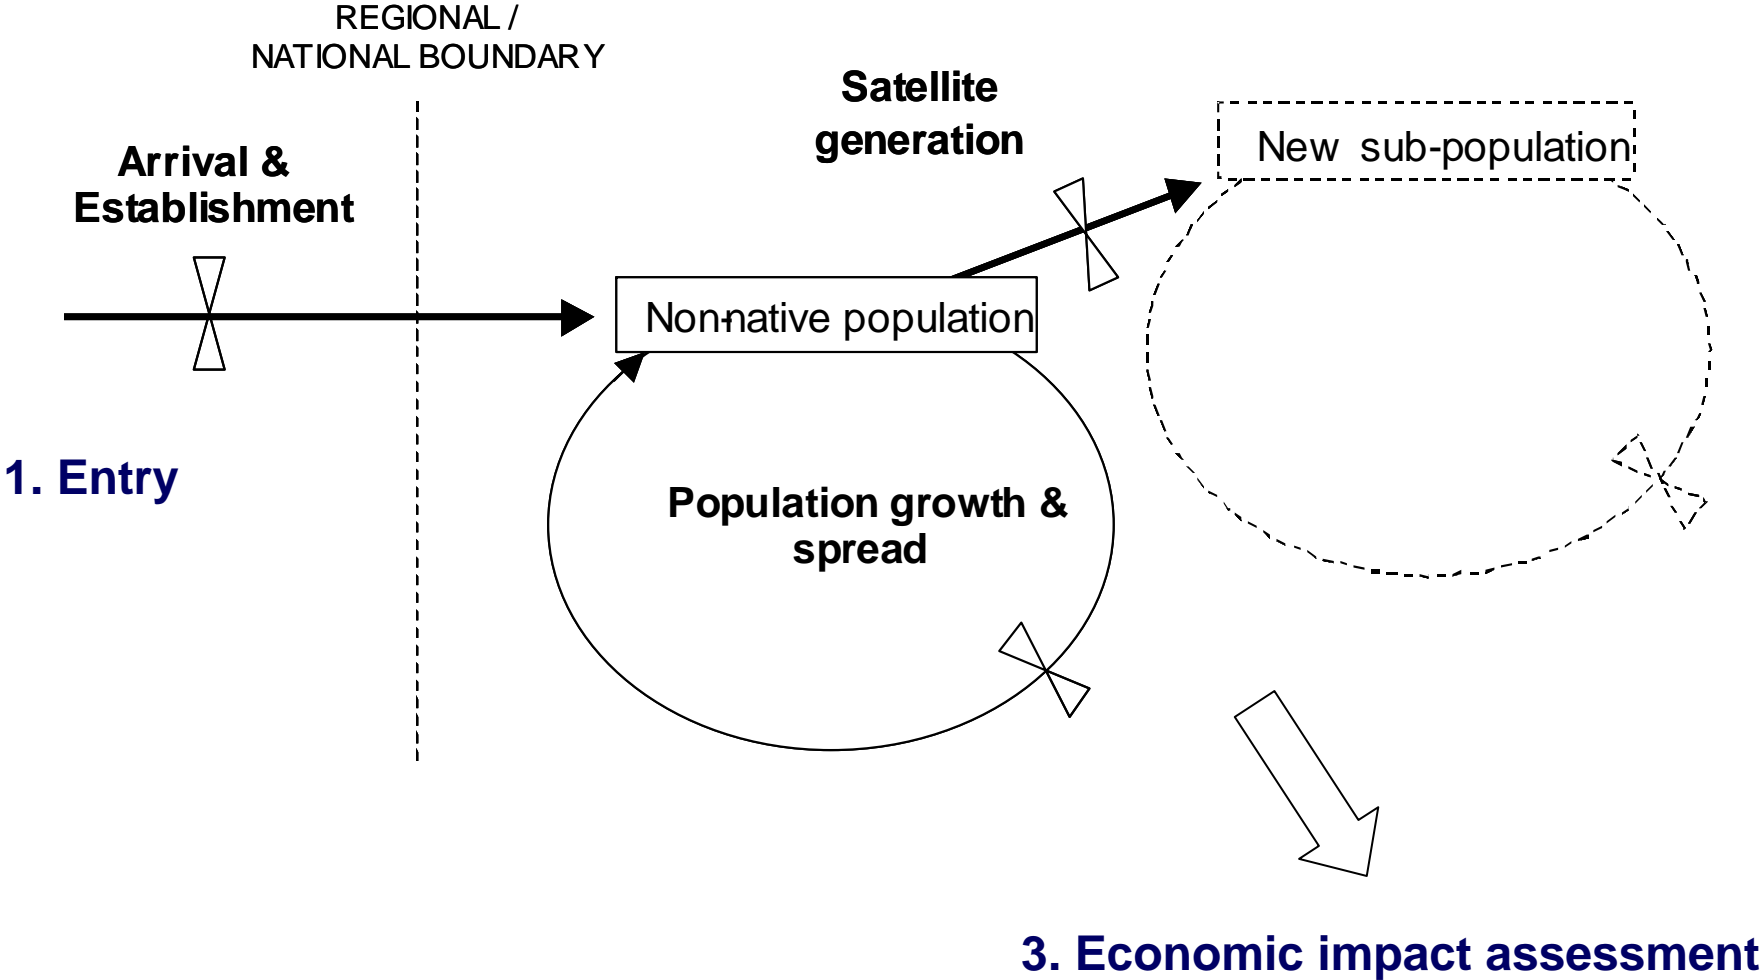 REGIONAL /
NATIONAL BOUNDARY
Arrival &
Establishment
Satellite
generation
New sub-population
Non-native population
1. Entry
Population growth &
spread
3. Economic impact assessment